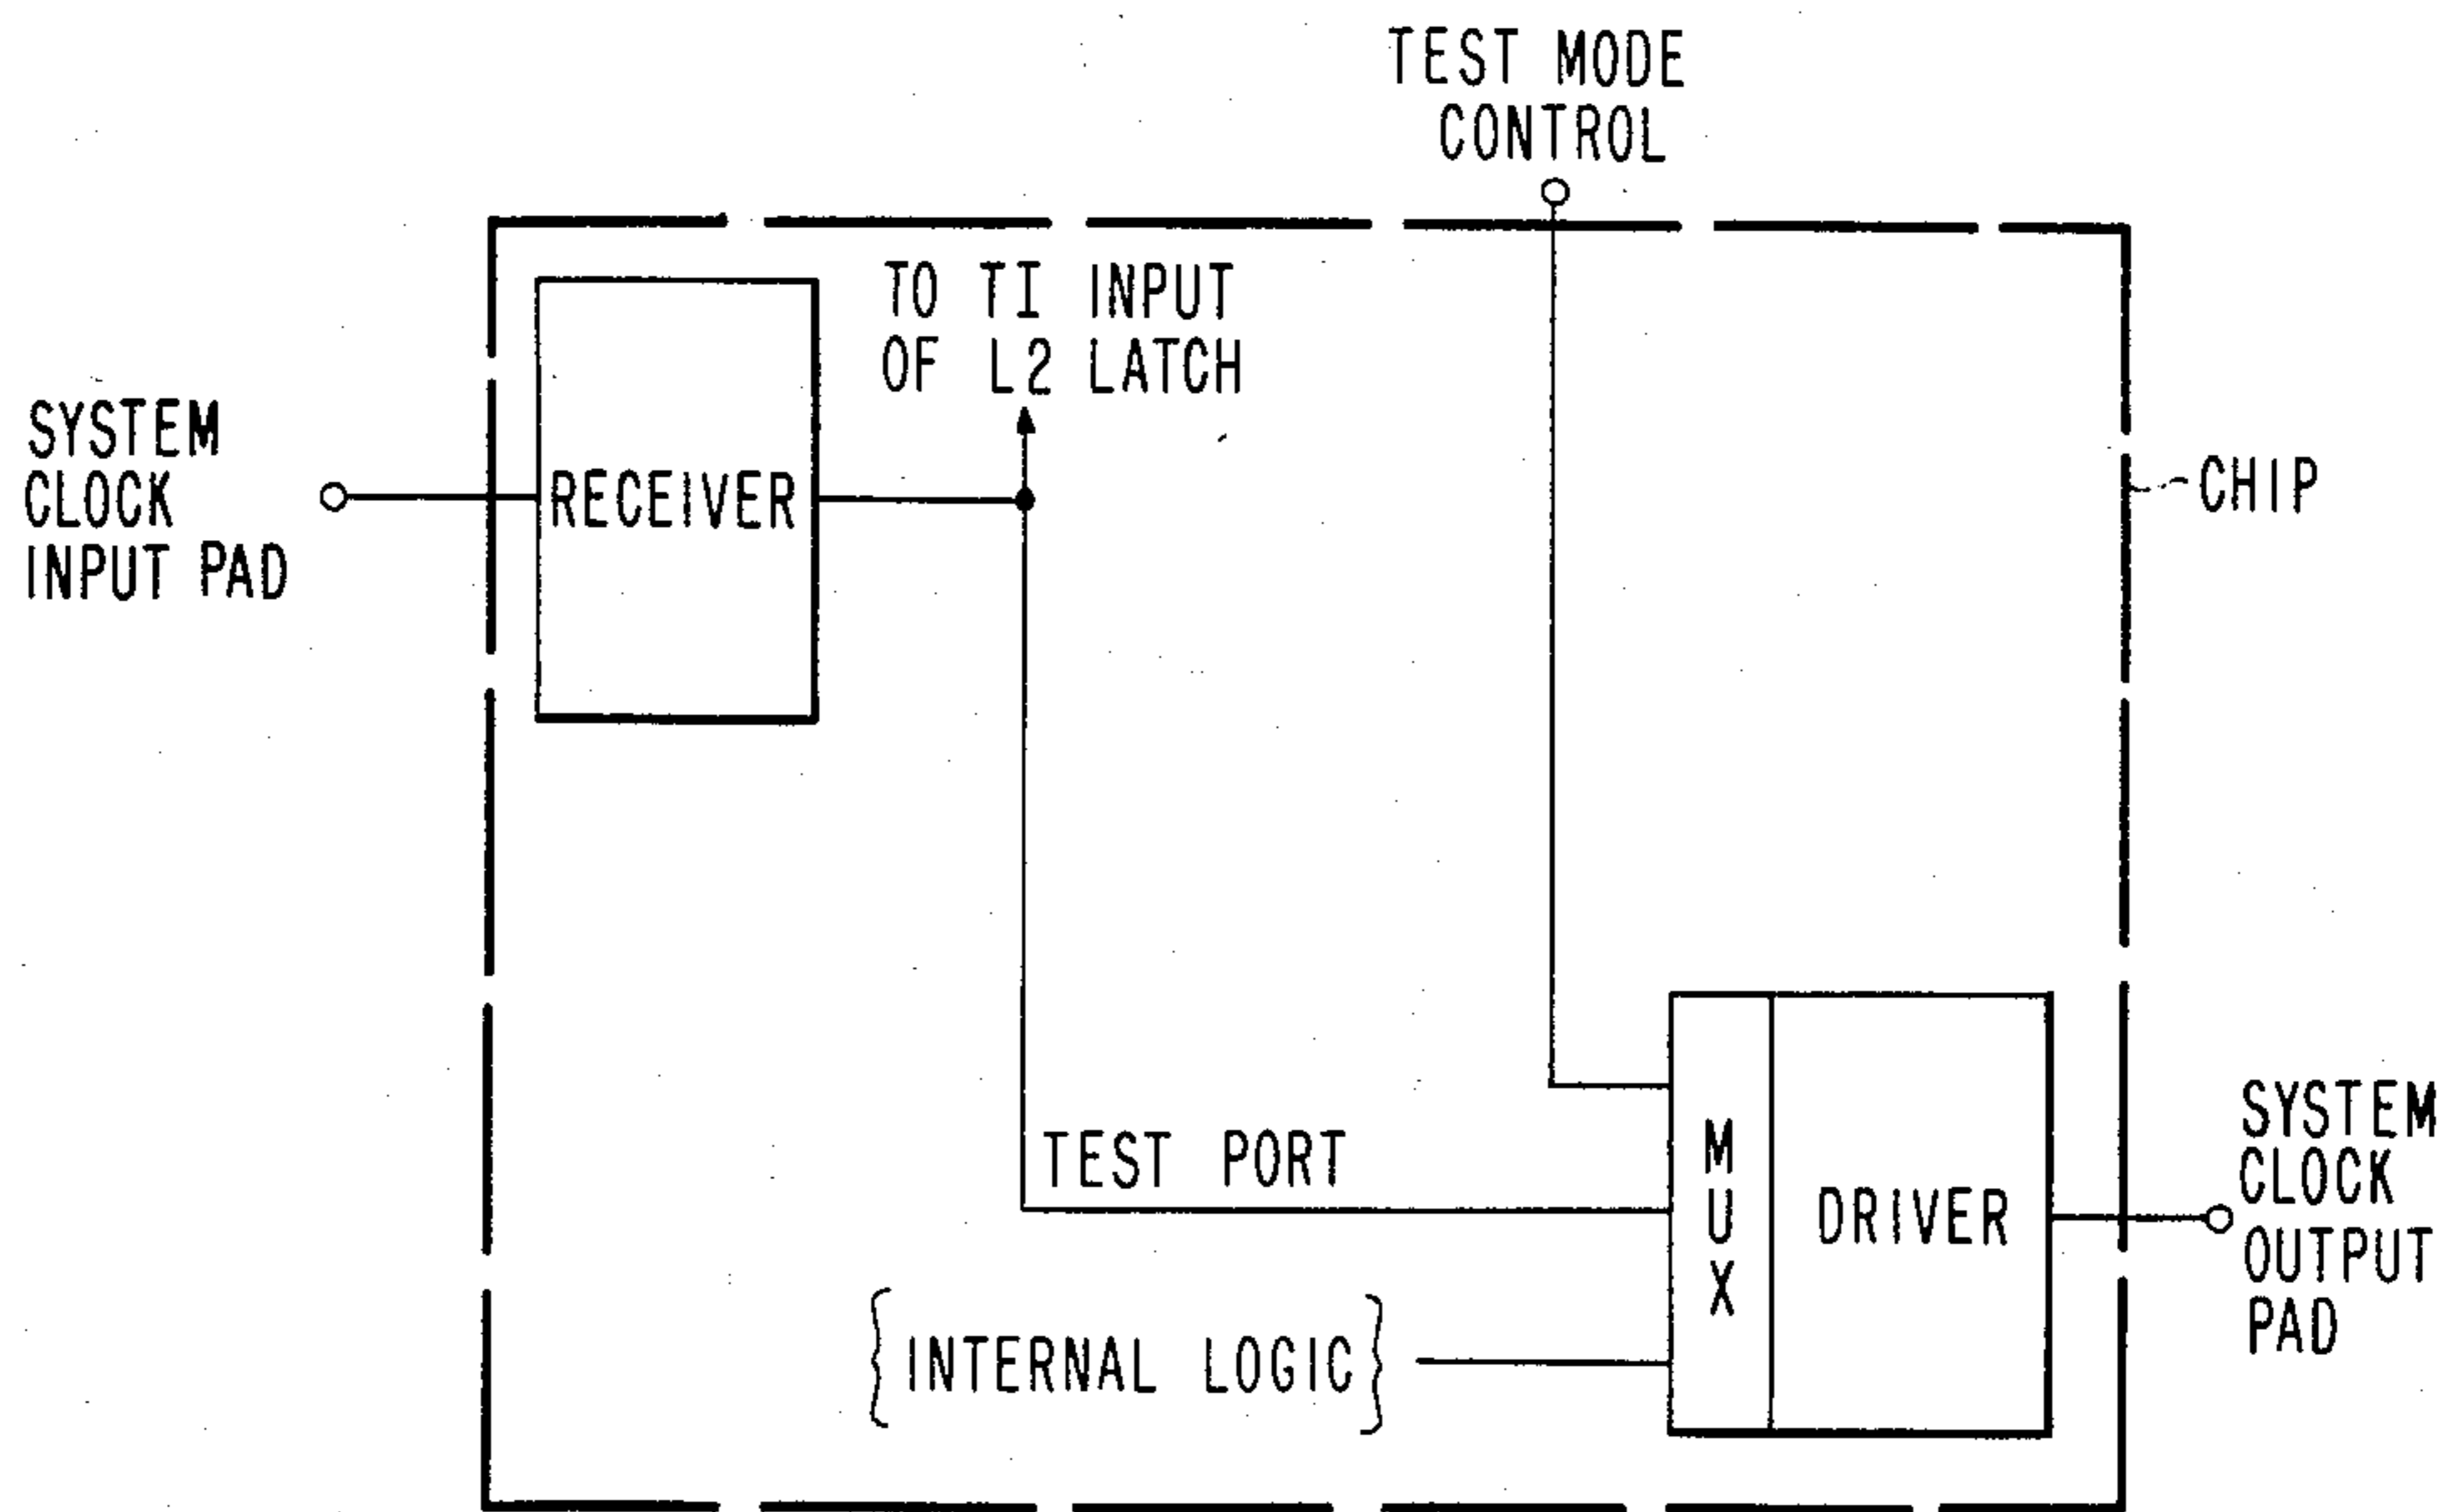 TEST MODE
CONTROL
TO TI INPUT
OF L2 LATCH
SYSTEM
CLOCK
INPUT PAD
RECEIVER
CHIP
TEST PORT
MUX
DRIVER
SYSTEM
CLOCK
OUTPUT
PAD
{INTERNAL LOGIC}